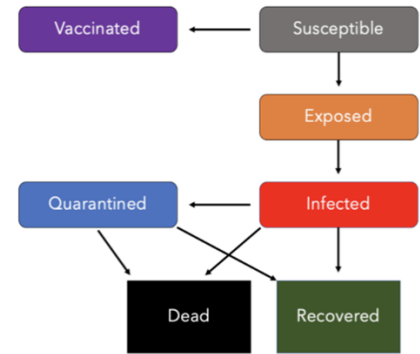 Vaccinated
Susceptible
Exposed
Quarantined
Infected
Dead
Recovered